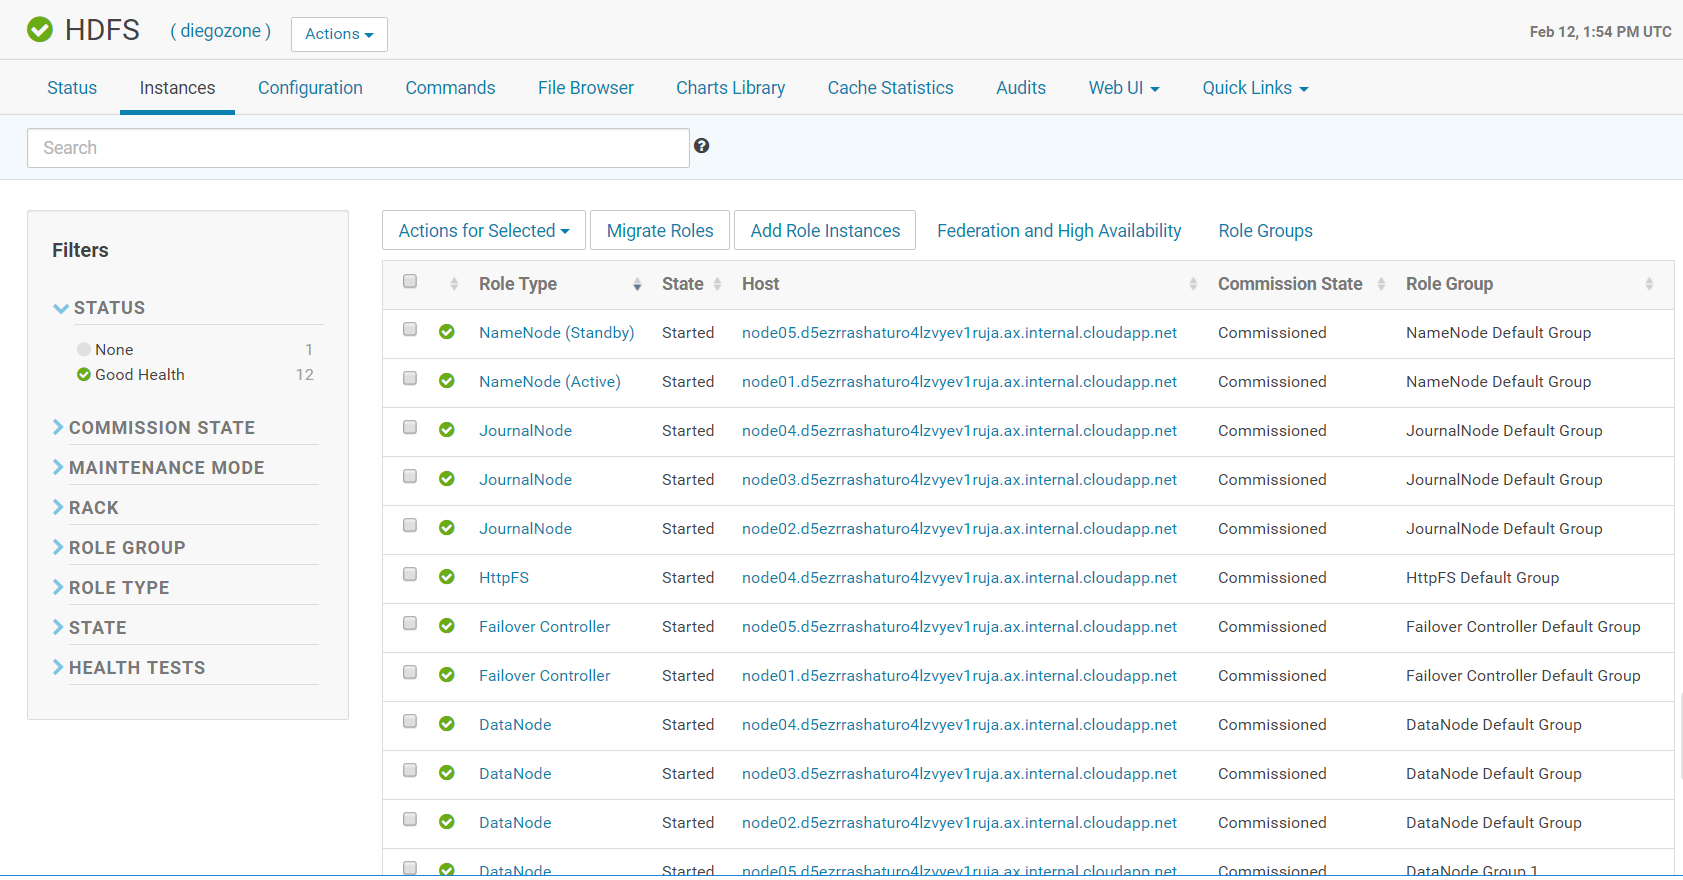 HDFS ( diegozone ) Actions Feb 12, 1:54 PM UTC
Status Instances Configuration Commands File Browser Charts Library Cache Statistics Audits Web UI Quick Links
Search ?
Filters
STATUS
None 1
Good Health 12
COMMISSION STATE
MAINTENANCE MODE
RACK
ROLE GROUP
ROLE TYPE
STATE
HEALTH TESTS
Actions for Selected Migrate Roles Add Role Instances Federation and High Availability Role Groups
Role Type State Host Commission State Role Group
NameNode (Standby) Started node05.d5ezrrashaturo4lzvyev1ruja.ax.internal.cloudapp.net Commissioned NameNode Default Group
NameNode (Active) Started node01.d5ezrrashaturo4lzvyev1ruja.ax.internal.cloudapp.net Commissioned NameNode Default Group
JournalNode Started node04.d5ezrrashaturo4lzvyev1ruja.ax.internal.cloudapp.net Commissioned JournalNode Default Group
JournalNode Started node03.d5ezrrashaturo4lzvyev1ruja.ax.internal.cloudapp.net Commissioned JournalNode Default Group
JournalNode Started node02.d5ezrrashaturo4lzvyev1ruja.ax.internal.cloudapp.net Commissioned JournalNode Default Group
HttpFS Started node04.d5ezrrashaturo4lzvyev1ruja.ax.internal.cloudapp.net Commissioned HttpFS Default Group
Failover Controller Started node05.d5ezrrashaturo4lzvyev1ruja.ax.internal.cloudapp.net Commissioned Failover Controller Default Group
Failover Controller Started node01.d5ezrrashaturo4lzvyev1ruja.ax.internal.cloudapp.net Commissioned Failover Controller Default Group
DataNode Started node04.d5ezrrashaturo4lzvyev1ruja.ax.internal.cloudapp.net Commissioned DataNode Default Group
DataNode Started node03.d5ezrrashaturo4lzvyev1ruja.ax.internal.cloudapp.net Commissioned DataNode Default Group
DataNode Started node02.d5ezrrashaturo4lzvyev1ruja.ax.internal.cloudapp.net Commissioned DataNode Default Group
DataNode Started node05.d5ezrrashaturo4lzvyev1ruja.ax.internal.cloudapp.net Commissioned DataNode Group 1